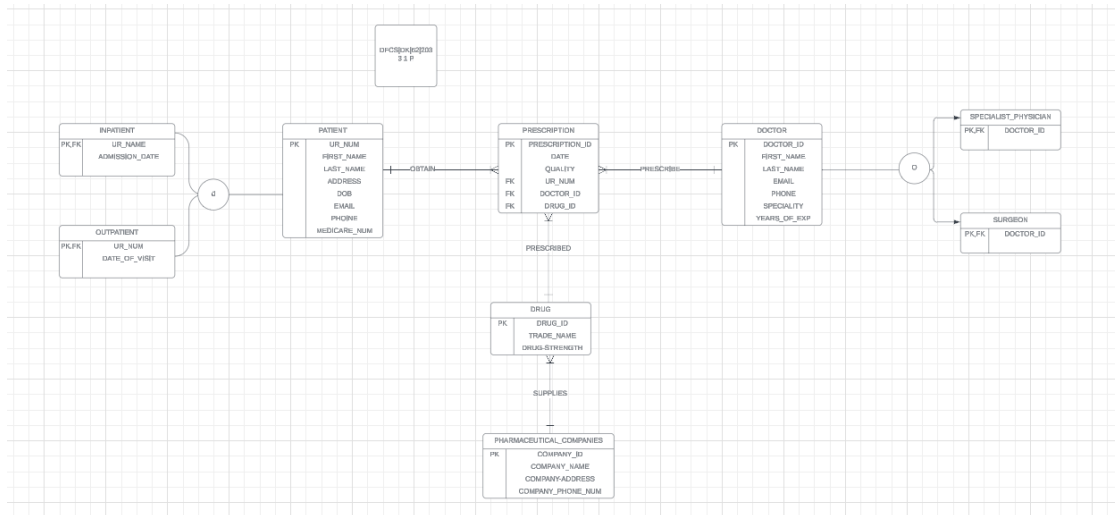 INPATIENT
PK,FK UR_NAME
ADMISSION_DATE
OUTPATIENT
PK,FK UR_NUM
DATE_OF_VISIT
d
PATIENT
PK UR_NUM
FIRST_NAME
LAST_NAME
ADDRESS
DOB
EMAIL
PHONE
MEDICARE_NUM
OBTAIN
PRESCRIPTION
PK PRESCRIPTION_ID
DATE
QUALITY
FK UR_NUM
FK DOCTOR_ID
FK DRUG_ID
PRESCRIBE
DOCTOR
PK DOCTOR_ID
FIRST_NAME
LAST_NAME
EMAIL
PHONE
SPECIALITY
YEARS_OF_EXP
SPECIALIST_PHYSICIAN
PK,FK DOCTOR_ID
SURGEON
PK,FK DOCTOR_ID
PRESCRIBED
DRUG
PK DRUG_ID
TRADE_NAME
DRUG-STRENGTH
SUPPLIES
PHARMACEUTICAL_COMPANIES
PK COMPANY_ID
COMPANY_NAME
COMPANY-ADDRESS
COMPANY_PHONE_NUM